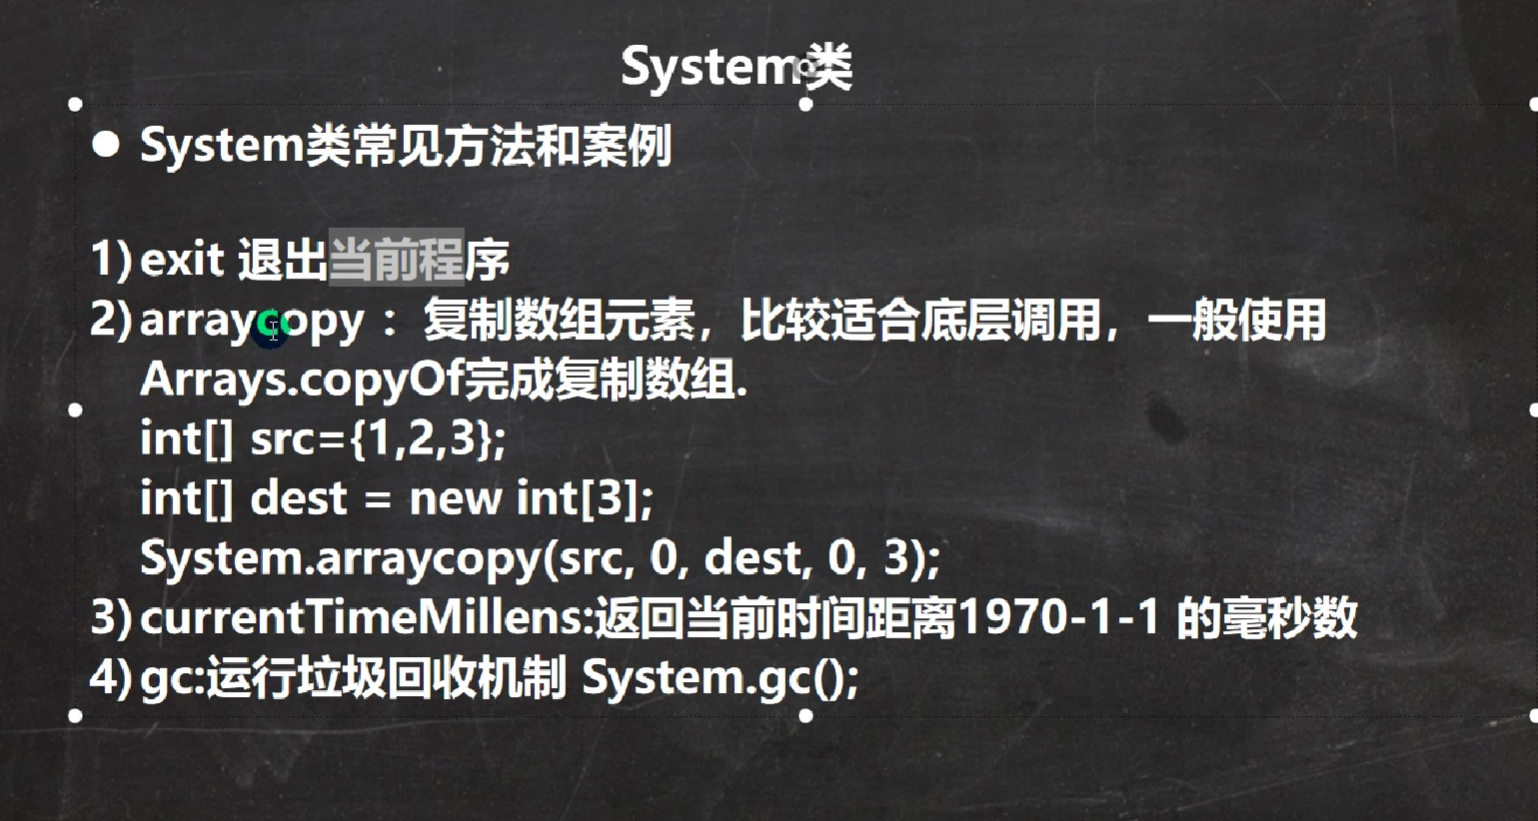 System类
● System类常见方法和案例
1) exit 退出当前程序
2) arraycopy ：复制数组元素，比较适合底层调用，一般使用
Arrays.copyOf完成复制数组.
int[] src={1,2,3};
int[] dest = new int[3];
System.arraycopy(src, 0, dest, 0, 3);
3) currentTimeMillens:返回当前时间距离1970-1-1 的毫秒数
4) gc:运行垃圾回收机制 System.gc();